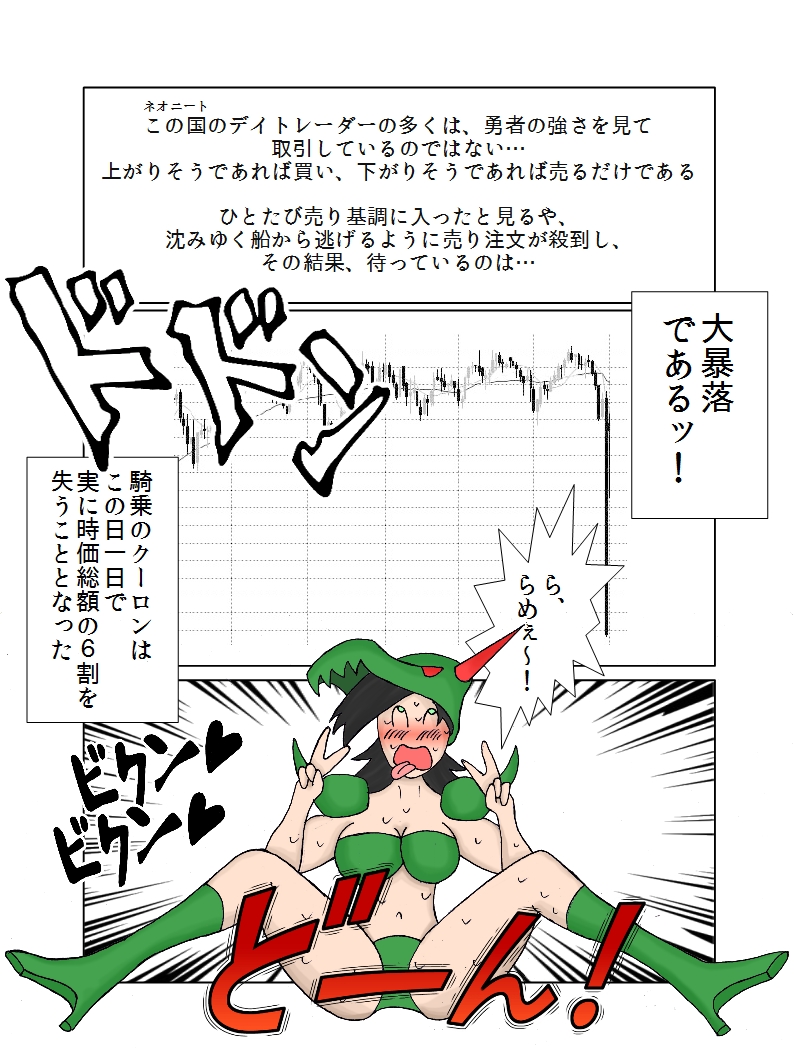 ネオニート
この国のデイトレーダーの多くは、勇者の強さを見て
取引しているのではない…
上がりそうであれば買い、下がりそうであれば売るだけである
ひとたび売り基調に入ったと見るや、
沈みゆく船から逃げるように売り注文が殺到し、
その結果、待っているのは…
大暴落
であるッ！
ドドン
騎乗のクーロンは
この日一日で
実に時価総額の６割を
失うこととなった
ら、
らめぇ～！
ビクンビクン♥♥
どーん！